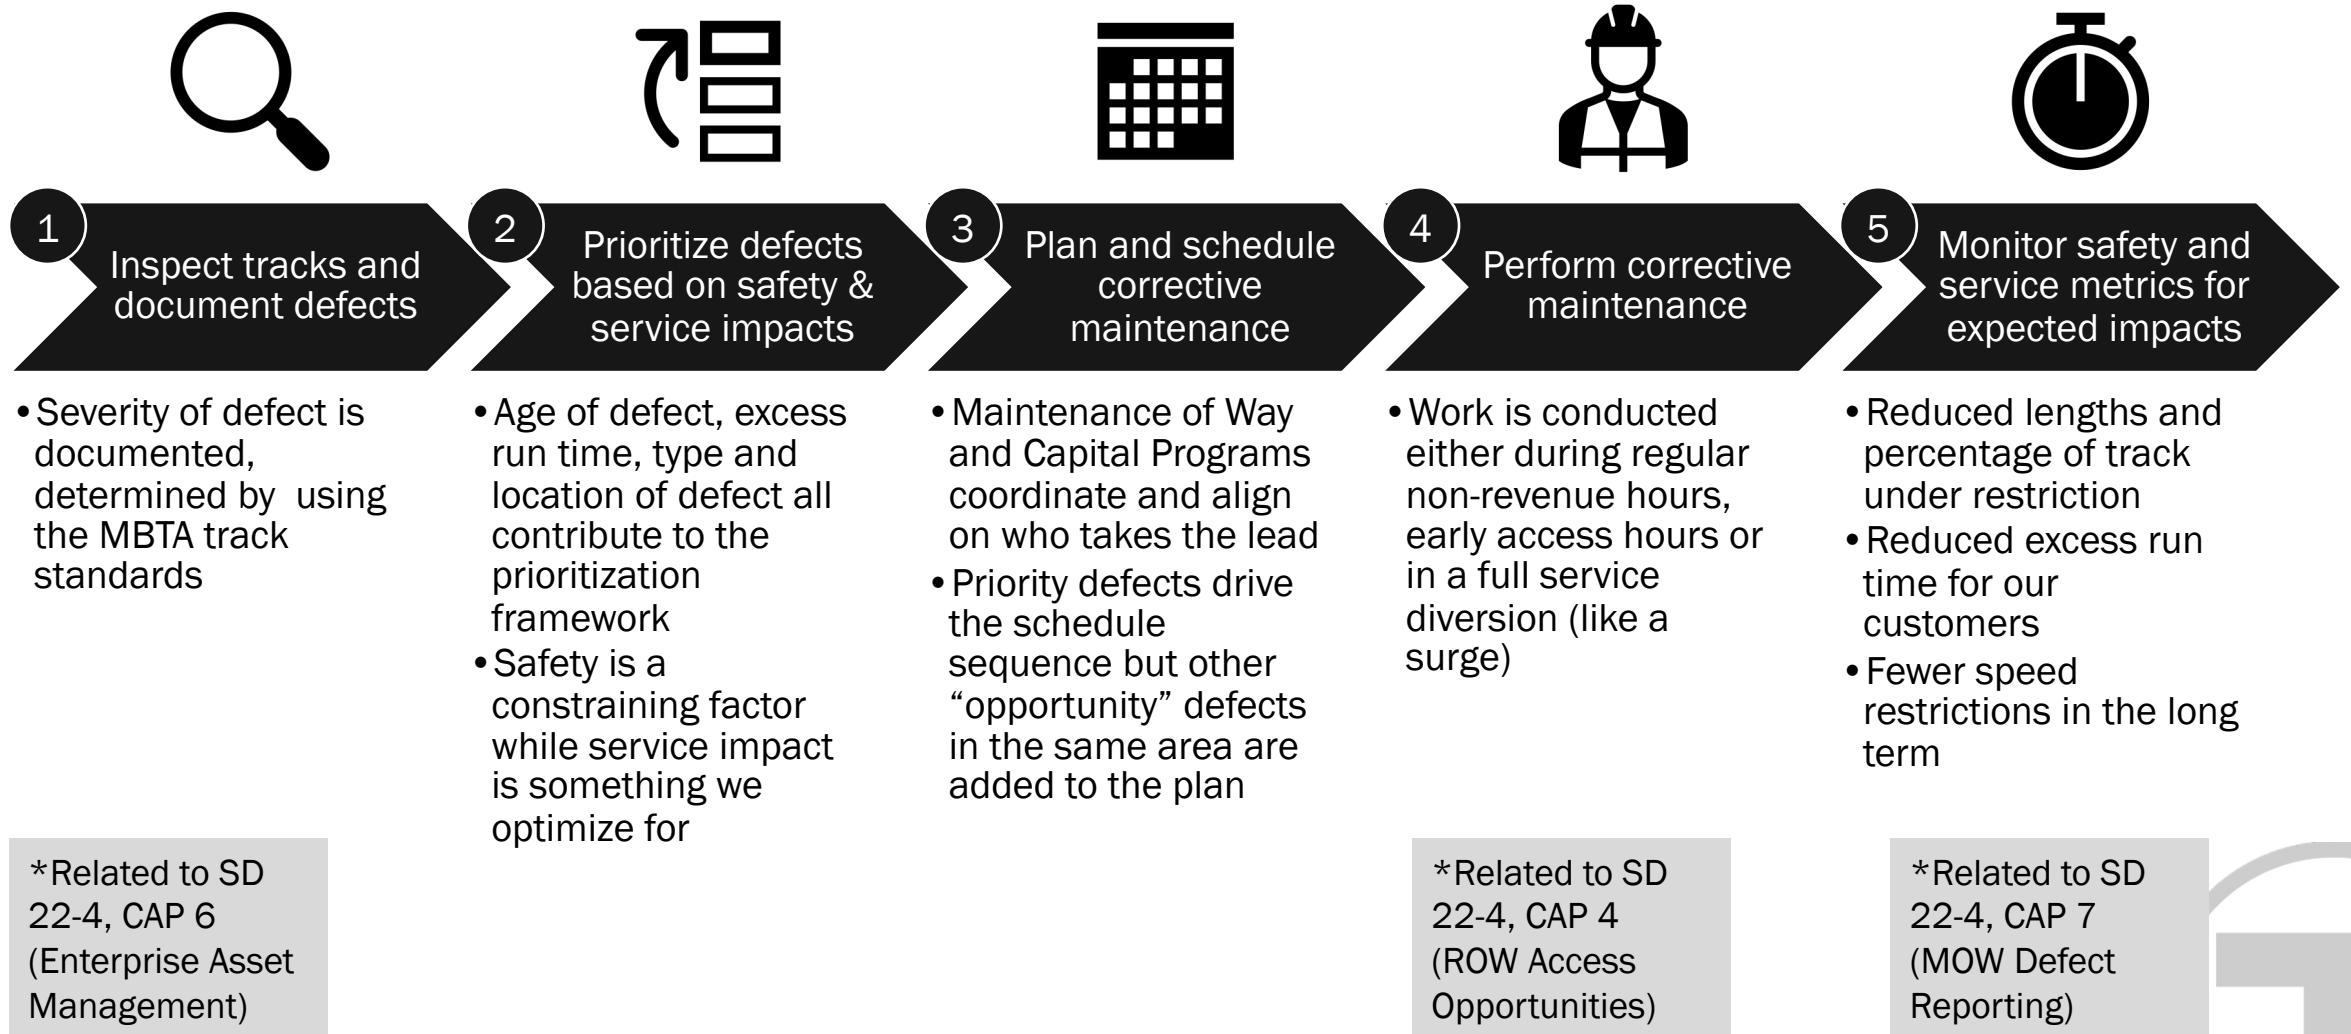 1
Inspect tracks and
document defects
•Severity of defect is
documented,
determined by  using
the MBTA track
standards
*Related to SD
22-4, CAP 6
(Enterprise Asset
Management)
2
Prioritize defects
based on safety &
service impacts
•Age of defect, excess
run time, type and
location of defect all
contribute to the
prioritization
framework
•Safety is a
constraining factor
while service impact
is something we
optimize for
3
Plan and schedule
corrective
maintenance
•Maintenance of Way
and Capital Programs
coordinate and align
on who takes the lead
•Priority defects drive
the schedule
sequence but other
“opportunity” defects
in the same area are
added to the plan
4
Perform corrective
maintenance
•Work is conducted
either during regular
non-revenue hours,
early access hours or
in a full service
diversion (like a
surge)
*Related to SD
22-4, CAP 4
(ROW Access
Opportunities)
5
Monitor safety and
service metrics for
expected impacts
•Reduced lengths and
percentage of track
under restriction
•Reduced excess run
time for our
customers
•Fewer speed
restrictions in the long
term
*Related to SD
22-4, CAP 7
(MOW Defect
Reporting)